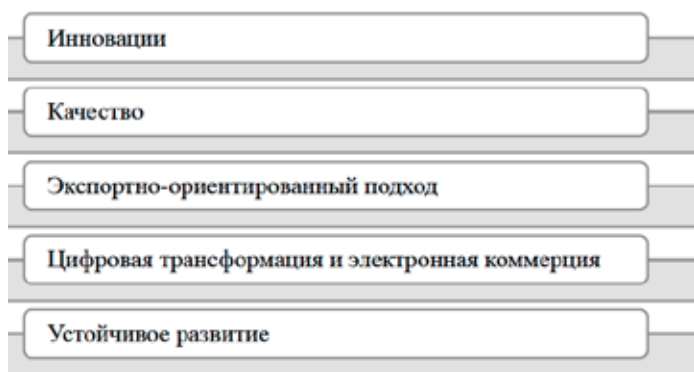 Инновации
Качество
Экспортно-ориентированный подход
Цифровая трансформация и электронная коммерция
Устойчивое развитие